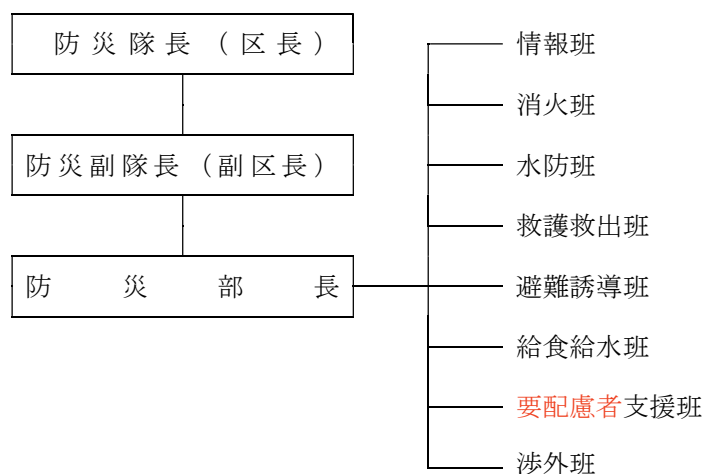 防災隊長（区長）
防災副隊長（副区長）
防災部長
情報班
消火班
水防班
救護救出班
避難誘導班
給食給水班
要配慮者支援班
渉外班